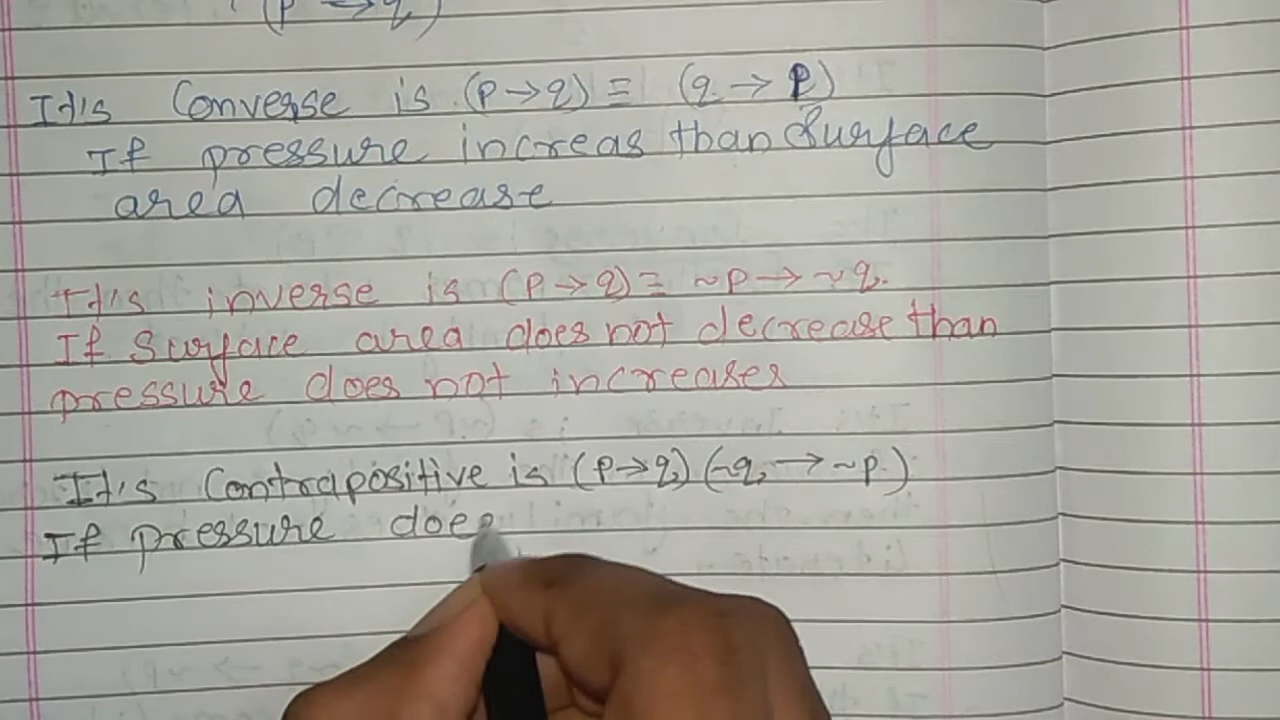 (p → q)
It's Converse is (p → q) = (q → p)
If pressure increas than Surface
area decrease
It's inverse is (p → q) = ~p → ~q.
If Surface area does not decrease than
pressure does not increases
It's Contrapositive is (p → q) (~q → ~p)
If pressure does